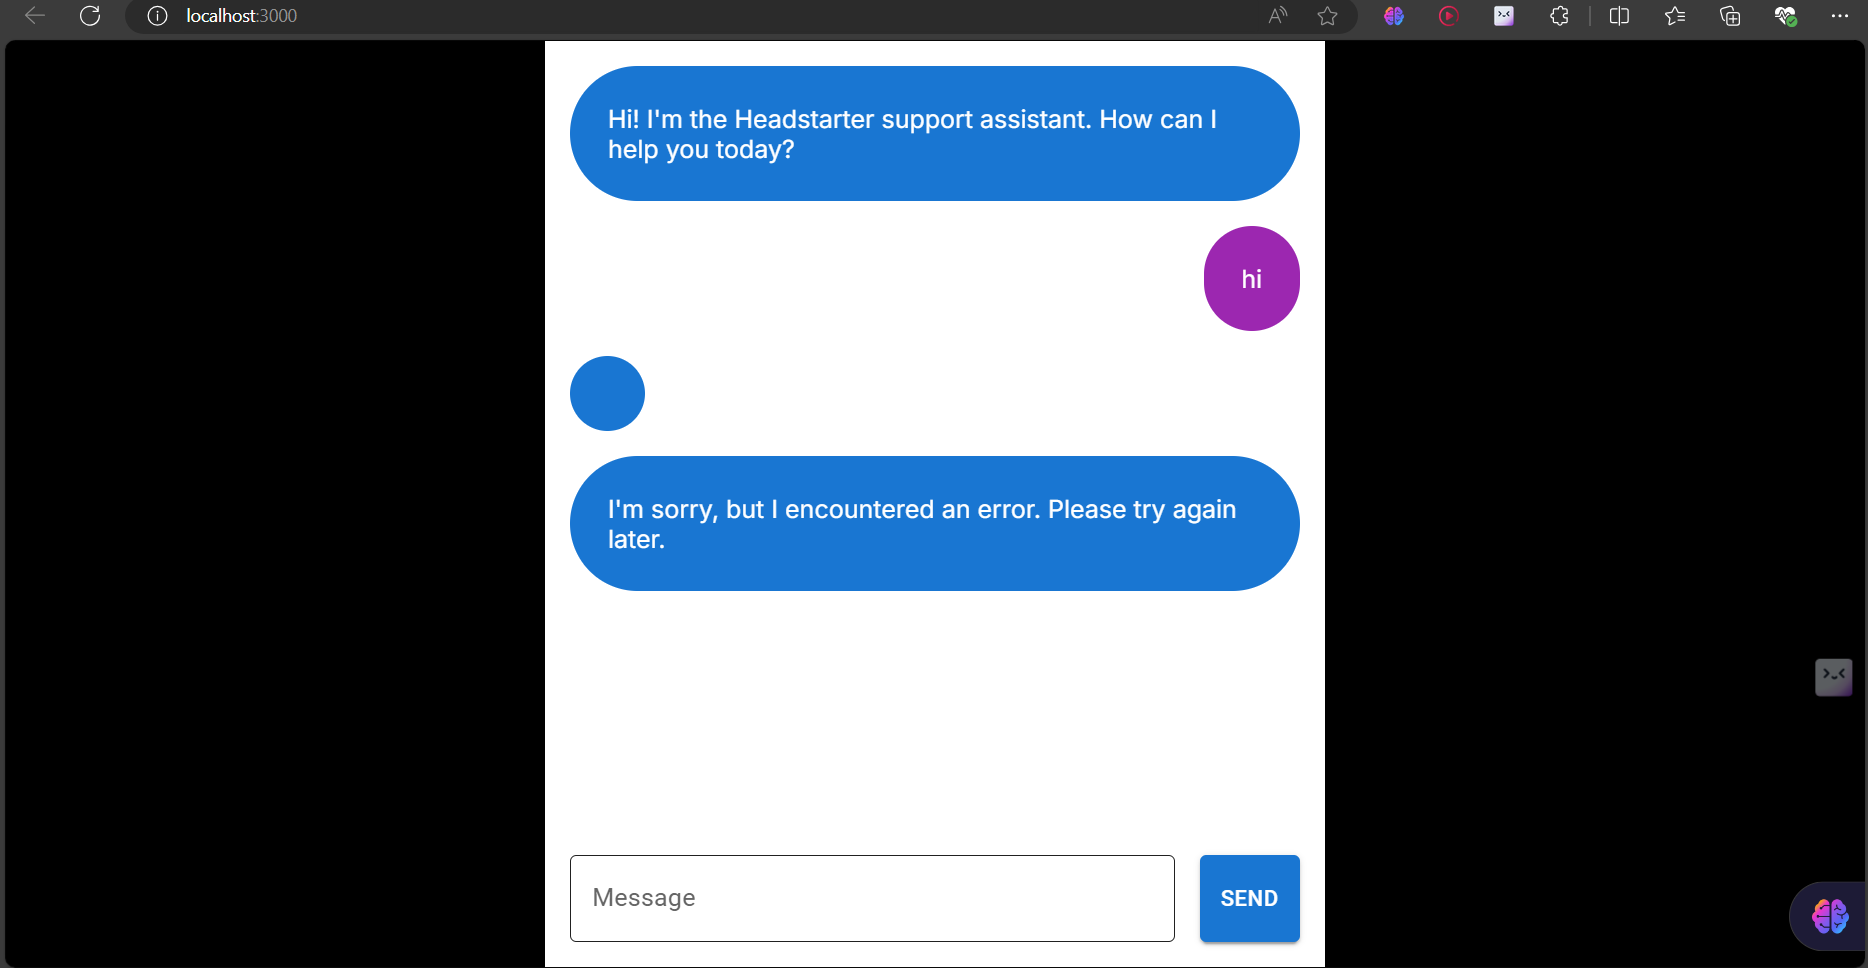 localhost:3000
Hi! I'm the Headstarter support assistant. How can I
help you today?
hi
I'm sorry, but I encountered an error. Please try again
later.
Message
SEND